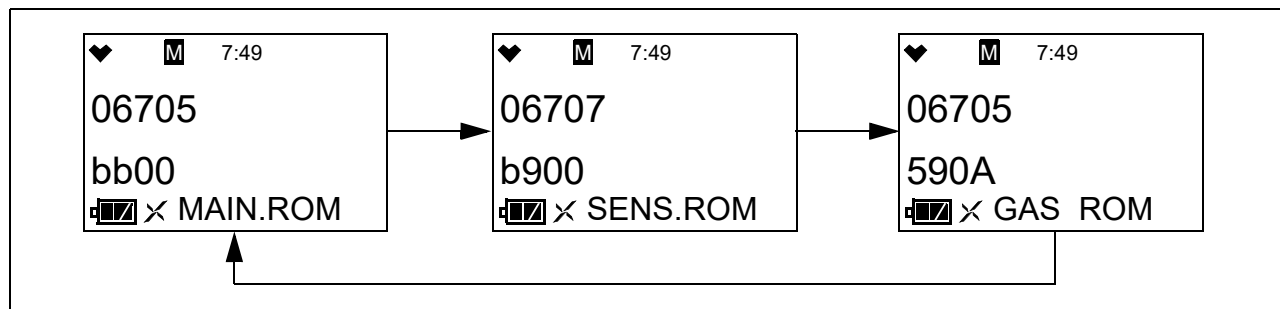 M 7:49
06705
bb00
MAIN.ROM
M 7:49
06707
b900
SENS.ROM
M 7:49
06705
590A
GAS ROM